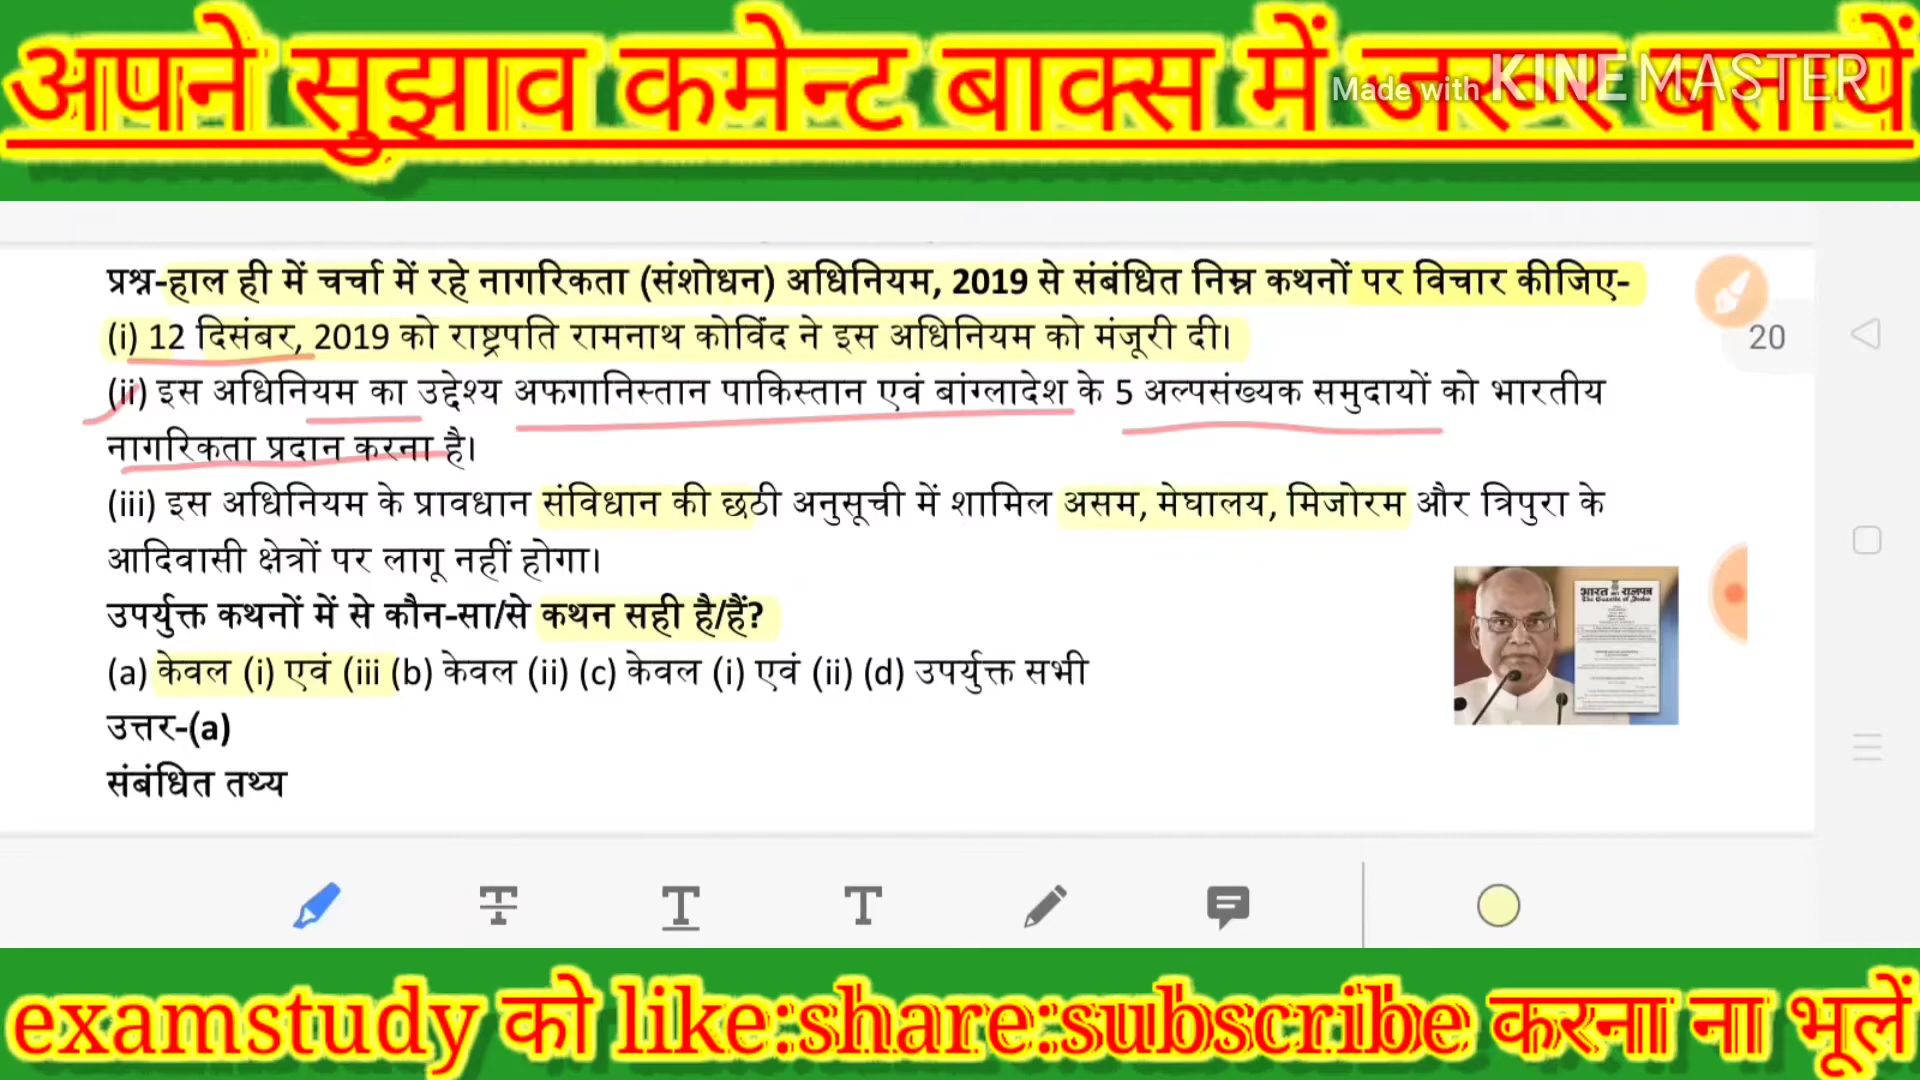 अपने सुझाव कमेन्ट बाक्स में जरुर बतायें
Made with KINEMASTER
प्रश्न-हाल ही में चर्चा में रहे नागरिकता (संशोधन) अधिनियम, 2019 से संबंधित निम्न कथनों पर विचार कीजिए-
(i) 12 दिसंबर, 2019 को राष्ट्रपति रामनाथ कोविंद ने इस अधिनियम को मंजूरी दी।
20
(ii) इस अधिनियम का उद्देश्य अफगानिस्तान पाकिस्तान एवं बांग्लादेश के 5 अल्पसंख्यक समुदायों को भारतीय
नागरिकता प्रदान करना है।
(iii) इस अधिनियम के प्रावधान संविधान की छठी अनुसूची में शामिल असम, मेघालय, मिजोरम और त्रिपुरा के
आदिवासी क्षेत्रों पर लागू नहीं होगा।
उपर्युक्त कथनों में से कौन-सा/से कथन सही है/हैं?
(a) केवल (i) एवं (iii (b) केवल (ii) (c) केवल (i) एवं (ii) (d) उपर्युक्त सभी
उत्तर-(a)
संबंधित तथ्य
भारत का राजपत्र
The Gazette of India
examstudy को like:share:subscribe करना ना भूलें